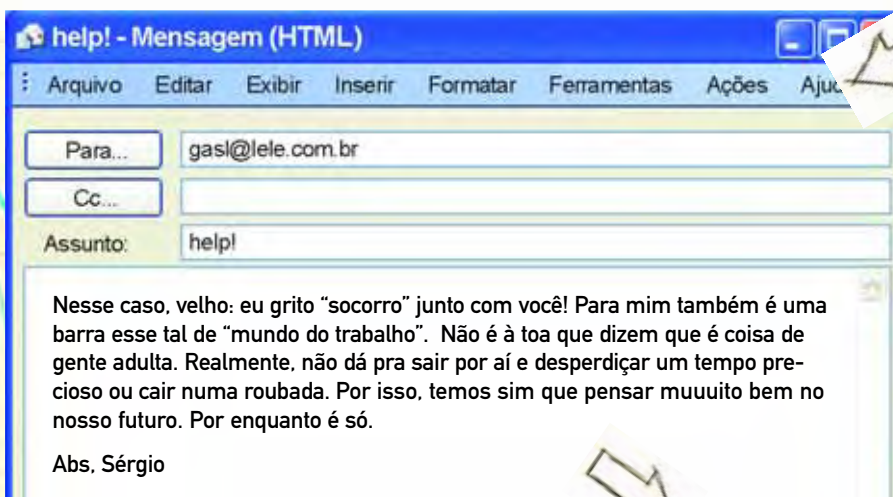 help! - Mensagem (HTML)
Arquivo Editar Exibir Inserir Formatar Ferramentas Ações
Para... gasl@lele.com.br
Cc...
Assunto: help!
Nesse caso, velho: eu grito “socorro” junto com você! Para mim também é uma
barra esse tal de “mundo do trabalho”. Não é à toa que dizem que é coisa de
gente adulta. Realmente, não dá pra sair por aí e desperdiçar um tempo pre-
cioso ou cair numa roubada. Por isso, temos sim que pensar muuuito bem no
nosso futuro. Por enquanto é só.
Abs, Sérgio